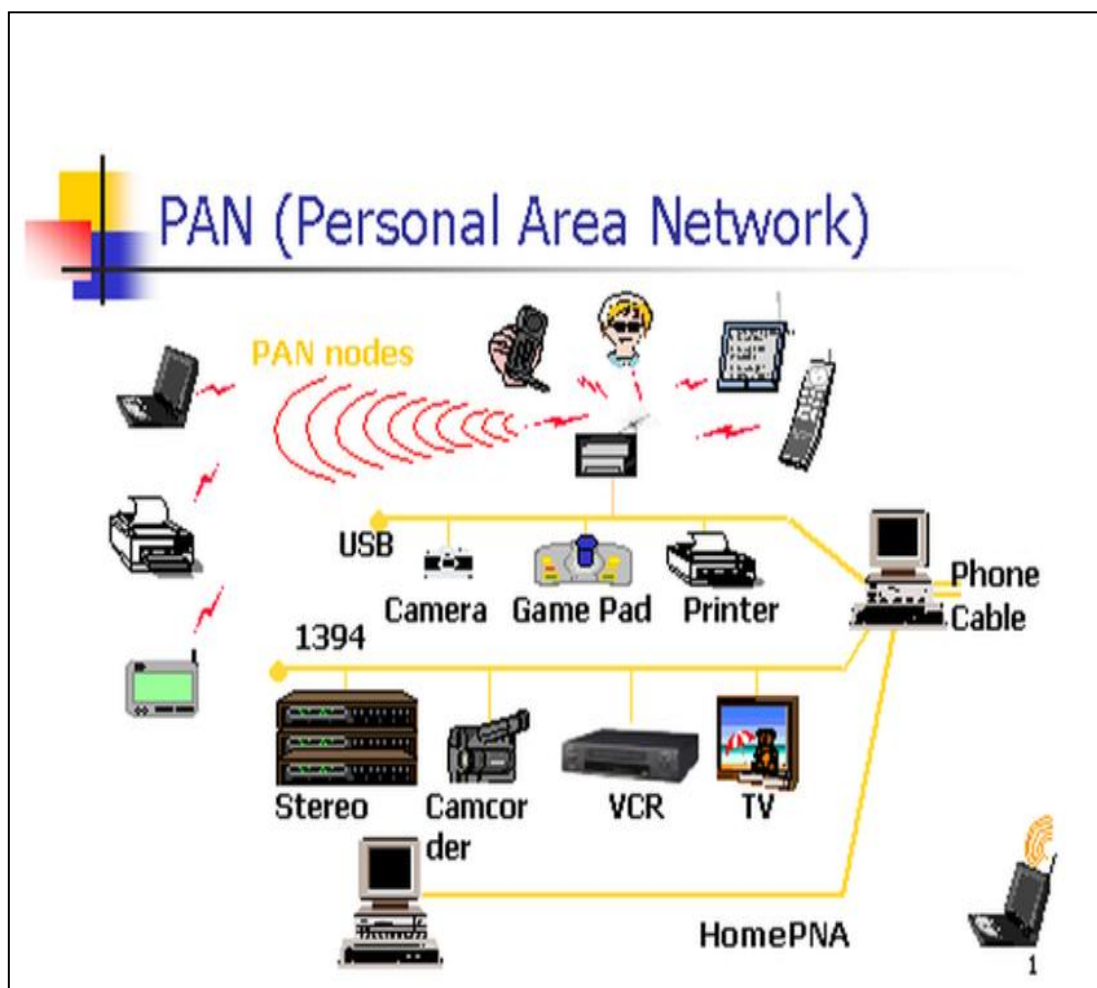 PAN (Personal Area Network)
PAN nodes
USB
Camera
Game Pad
Printer
Phone
Cable
1394
Stereo
Camcor
der
VCR
TV
HomePNA
1